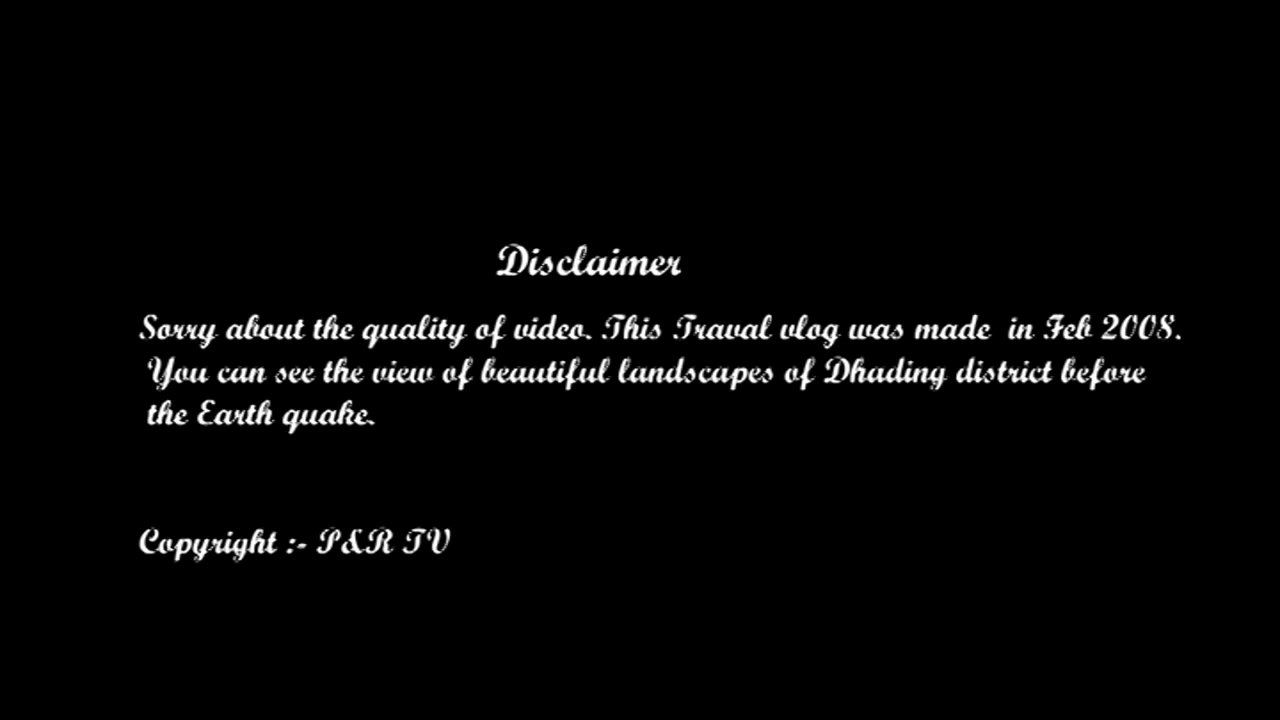 Disclaimer
Sorry about the quality of video. This Traval vlog was made in Feb 2008.
You can see the view of beautiful landscapes of Dhading district before
the Earth quake.
Copyright :- P&R TV